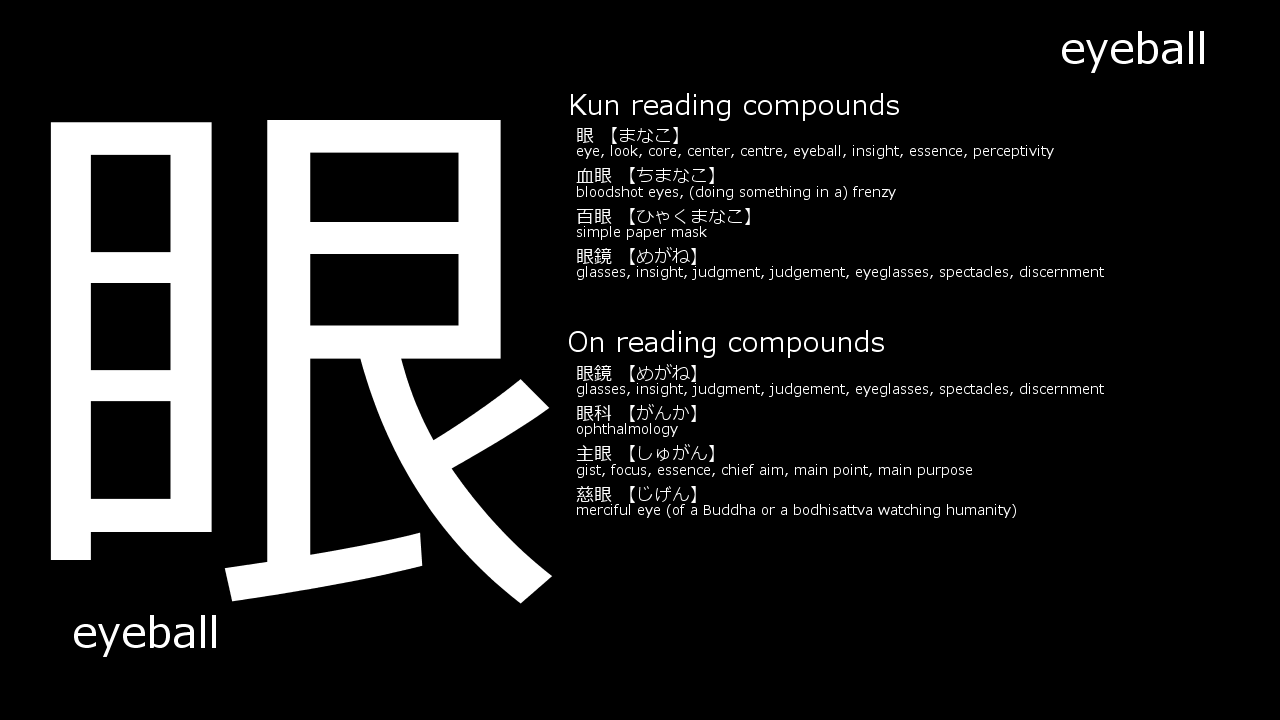 eyeball
眼
Kun reading compounds
眼 【まなこ】
eye, look, core, center, centre, eyeball, insight, essence, perceptivity
血眼 【ちまなこ】
bloodshot eyes, (doing something in a) frenzy
百眼 【ひゃくまなこ】
simple paper mask
眼鏡 【めがね】
glasses, insight, judgment, judgement, eyeglasses, spectacles, discernment
On reading compounds
眼鏡 【めがね】
glasses, insight, judgment, judgement, eyeglasses, spectacles, discernment
眼科 【がんか】
ophthalmology
主眼 【しゅがん】
gist, focus, essence, chief aim, main point, main purpose
慈眼 【じげん】
merciful eye (of a Buddha or a bodhisattva watching humanity)
eyeball